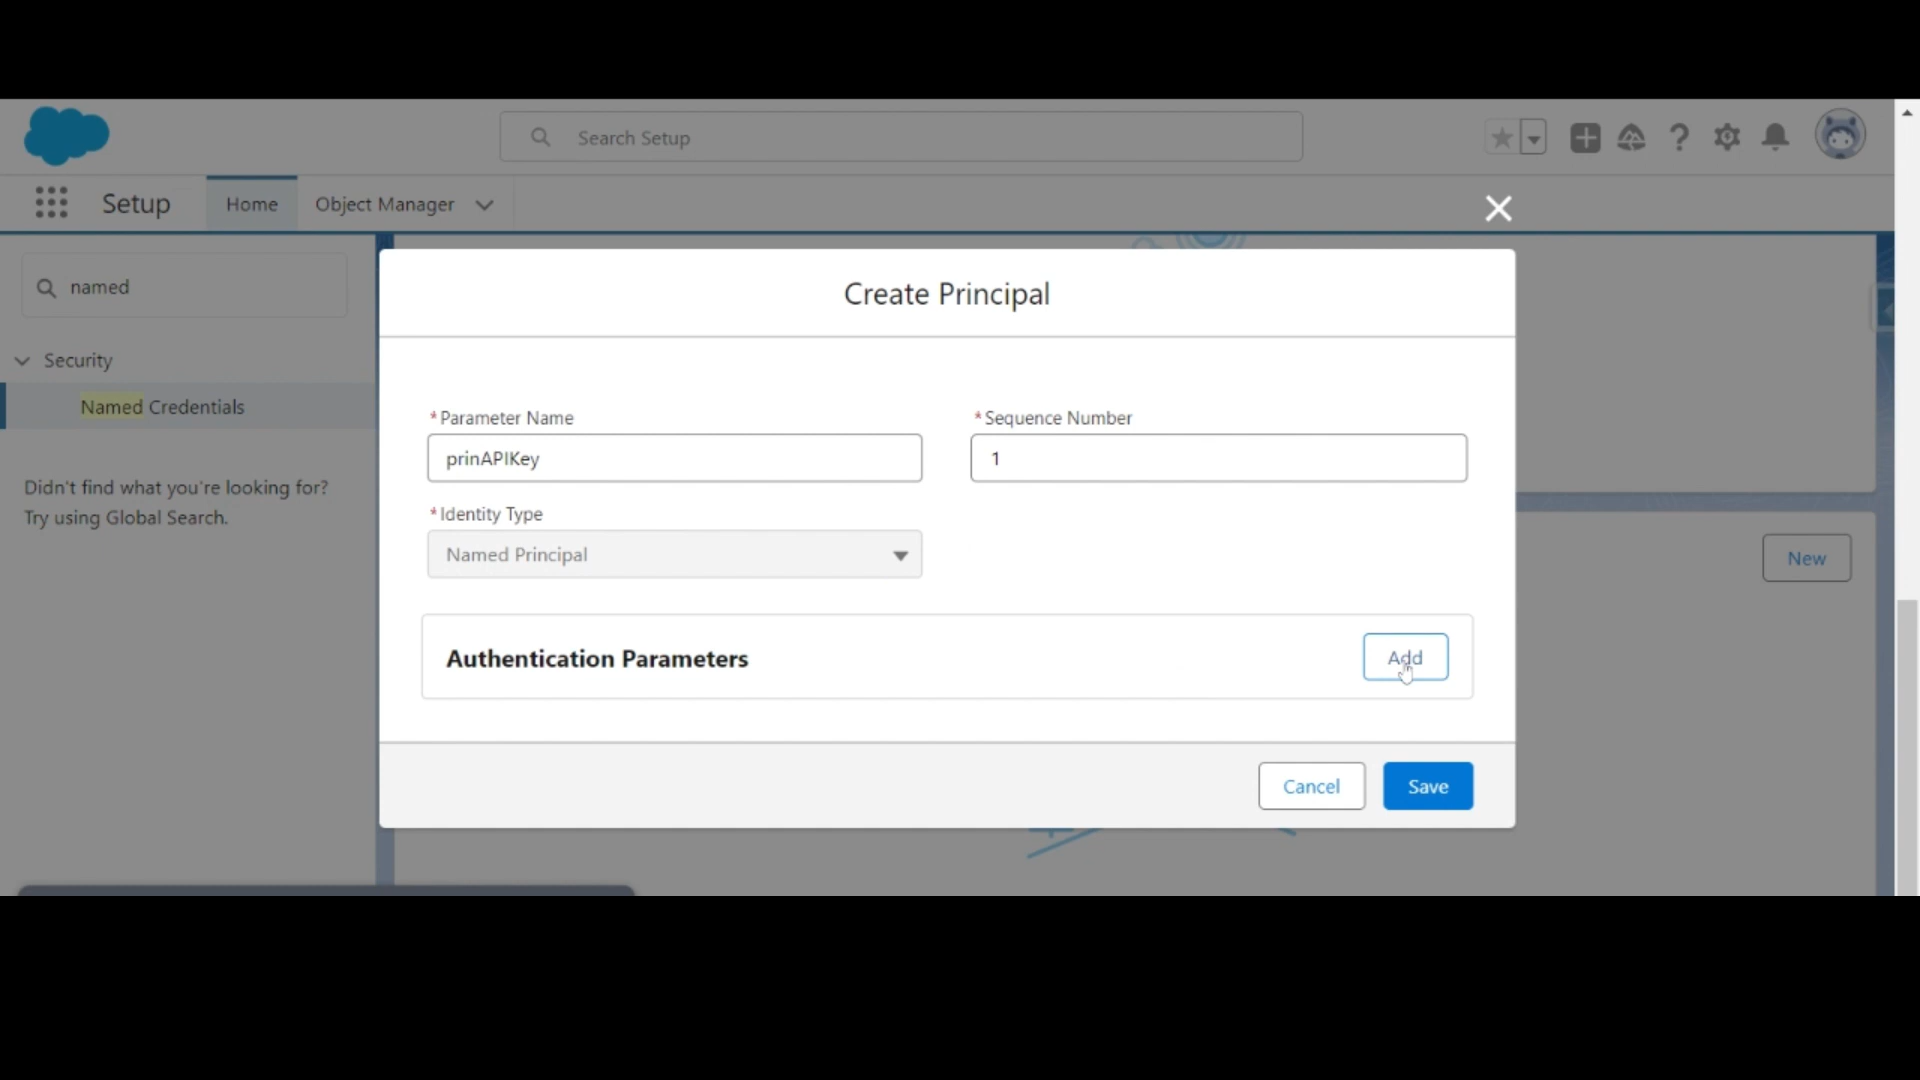 Search Setup
Setup
Home
Object Manager
named
Security
Named Credentials
Didn't find what you're looking for?
Try using Global Search.
Create Principal
*Parameter Name
*Sequence Number
prinAPIKey
1
*Identity Type
Named Principal
New
Authentication Parameters
Add
Cancel
Save